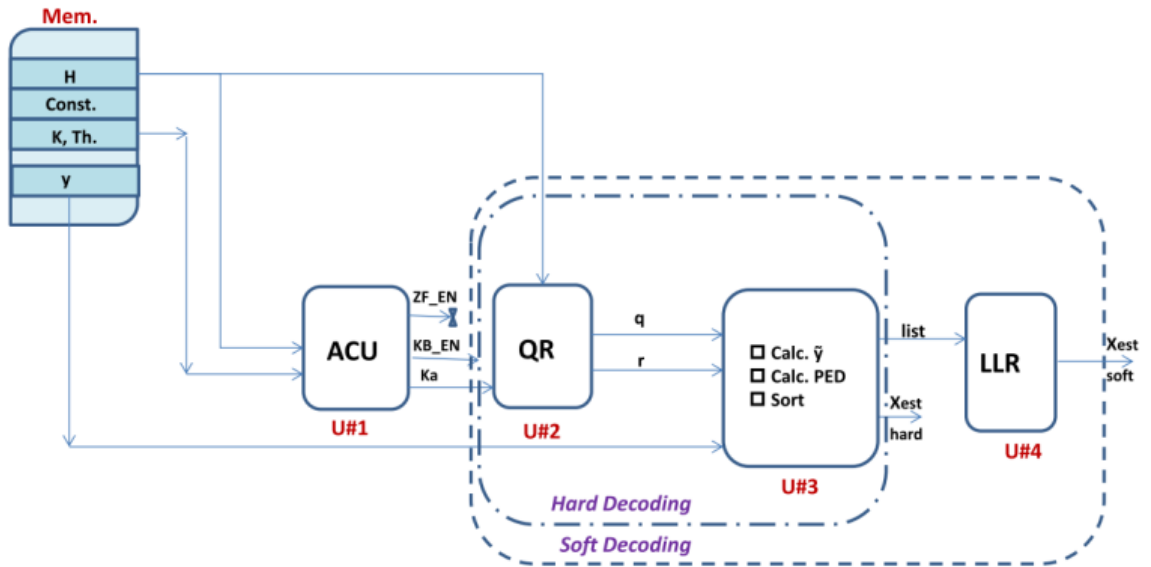 Mem.
H
Const.
K, Th.
y
ACU
U#1
ZF_EN
KB_EN
Ka
QR
U#2
q
r
Calc. ỹ
Calc. PED
Sort
U#3
list
Xest
hard
LLR
U#4
Xest
soft
Hard Decoding
Soft Decoding